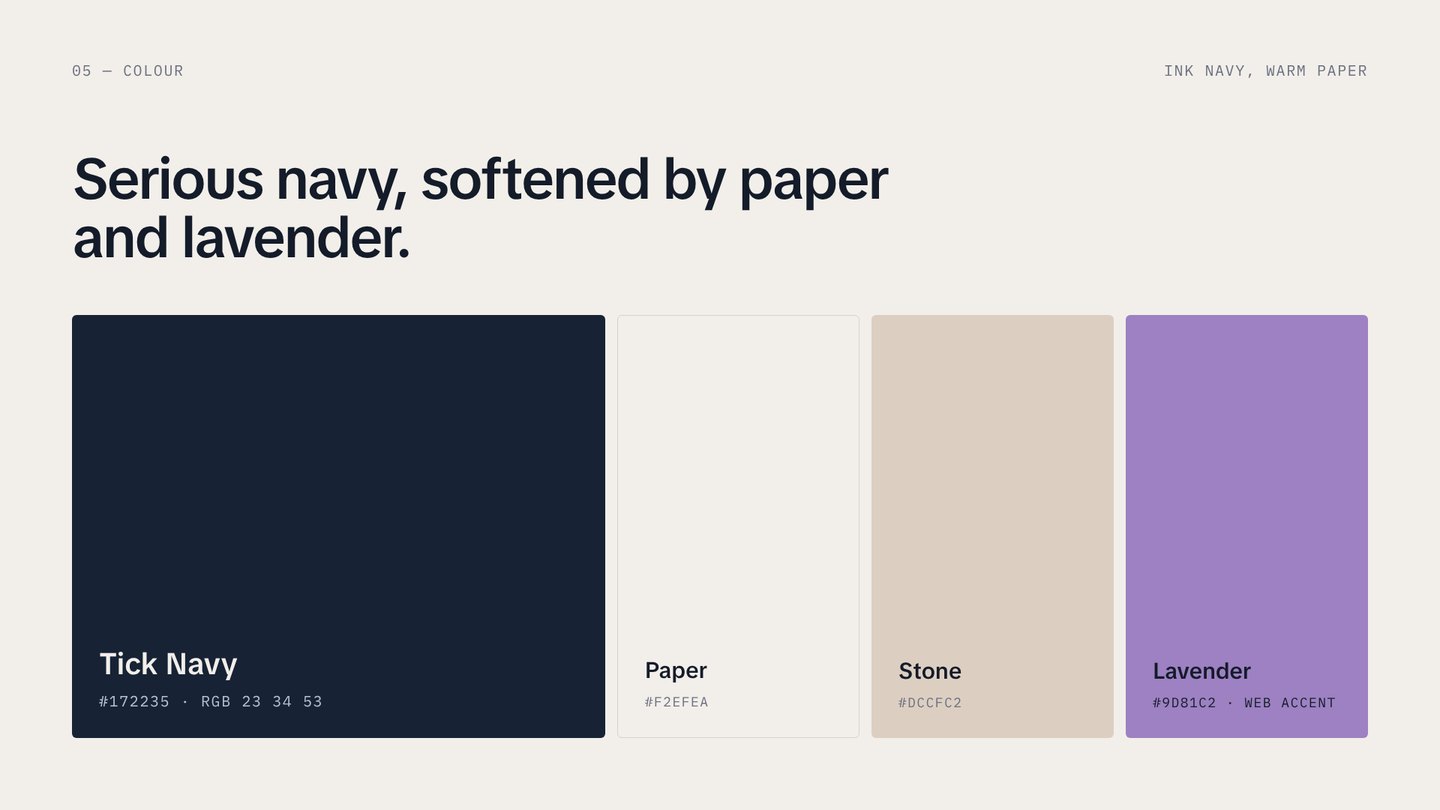 05 — COLOUR
INK NAVY, WARM PAPER
Serious navy, softened by paper
and lavender.
Tick Navy
#172235 · RGB 23 34 53
Paper
#F2EFEA
Stone
#DCCFC2
Lavender
#9D81C2 · WEB ACCENT